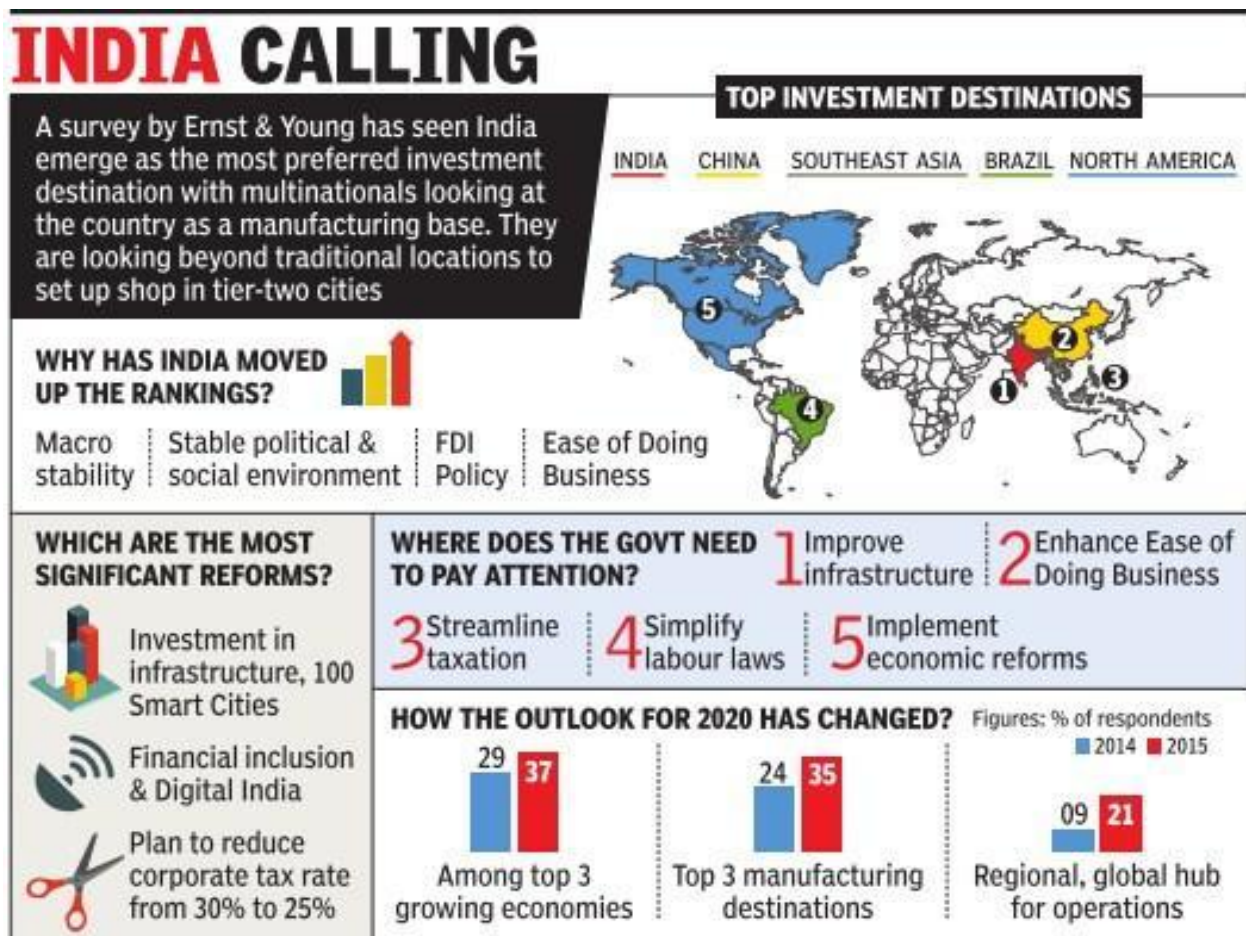 INDIA CALLING
A survey by Ernst & Young has seen India
emerge as the most preferred investment
destination with multinationals looking at
the country as a manufacturing base. They
are looking beyond traditional locations to
set up shop in tier-two cities
TOP INVESTMENT DESTINATIONS
INDIA CHINA SOUTHEAST ASIA BRAZIL NORTH AMERICA
5
2
3
1
4
WHY HAS INDIA MOVED
UP THE RANKINGS?
Macro
stability
Stable political &
social environment
FDI
Policy
Ease of Doing
Business
WHICH ARE THE MOST
SIGNIFICANT REFORMS?
Investment in
infrastructure, 100
Smart Cities
Financial inclusion
& Digital India
Plan to reduce
corporate tax rate
from 30% to 25%
WHERE DOES THE GOVT NEED
TO PAY ATTENTION?
1 Improve
infrastructure
2 Enhance Ease of
Doing Business
3 Streamline
taxation
4 Simplify
labour laws
5 Implement
economic reforms
HOW THE OUTLOOK FOR 2020 HAS CHANGED? Figures: % of respondents
2014 2015
29 37
Among top 3
growing economies
24 35
Top 3 manufacturing
destinations
09 21
Regional, global hub
for operations